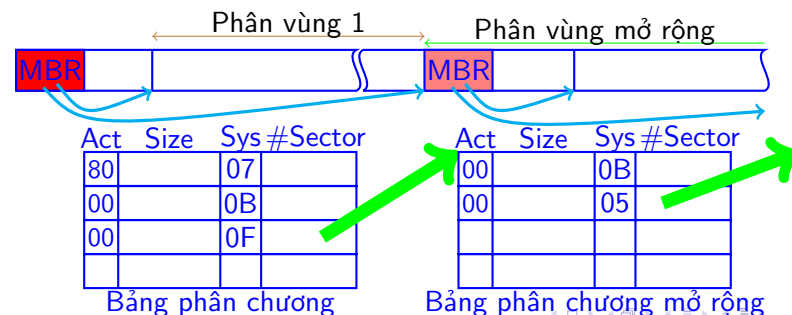 Phân vùng 1
Phân vùng mở rộng
MBR
MBR
Act Size Sys #Sector
80 07
00 0B
00 0F
Bảng phân chương
Act Size Sys #Sector
00 0B
00 05
Bảng phân chương mở rộng